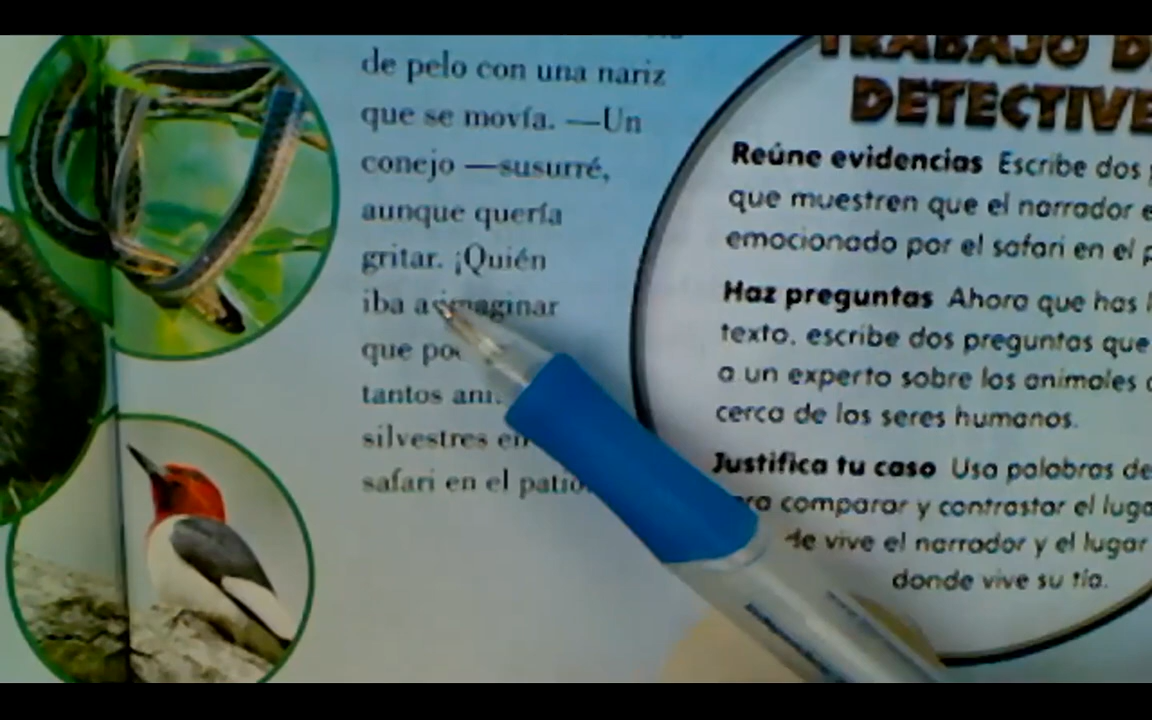 de pelo con una nariz
que se movía. —Un
conejo —susurré,
aunque quería
gritar. ¡Quién
iba a imaginar
que
tantos
silvestres en
safari en el patio
TRABAJO
DETECTIVE
Reúne evidencias Escribe dos
que muestren que el narrador
emocionado por el safari en el
Haz preguntas Ahora que has
texto, escribe dos preguntas que
a un experto sobre los animales
cerca de los seres humanos.
Justifica tu caso Usa palabras de
comparar y contrastar el
vive el narrador y el lugar
donde vive su tía.